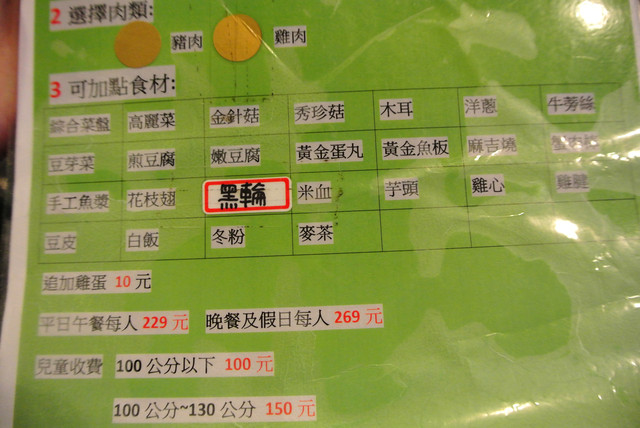 2 選擇肉類:
豬肉 雞肉
3 可加點食材:
綜合菜盤 高麗菜 金針菇 秀珍菇 木耳 洋蔥 牛蒡絲
豆芽菜 煎豆腐 嫩豆腐 黃金蛋丸 黃金魚板 麻吉燒
手工魚漿 花枝翅 黑輪 米血 芋頭 雞心 雞腱
豆皮 白飯 冬粉 麥茶
追加雞蛋 10 元
平日午餐每人 229 元 晚餐及假日每人 269 元
兒童收費 100 公分以下 100 元
100 公分~130 公分 150 元